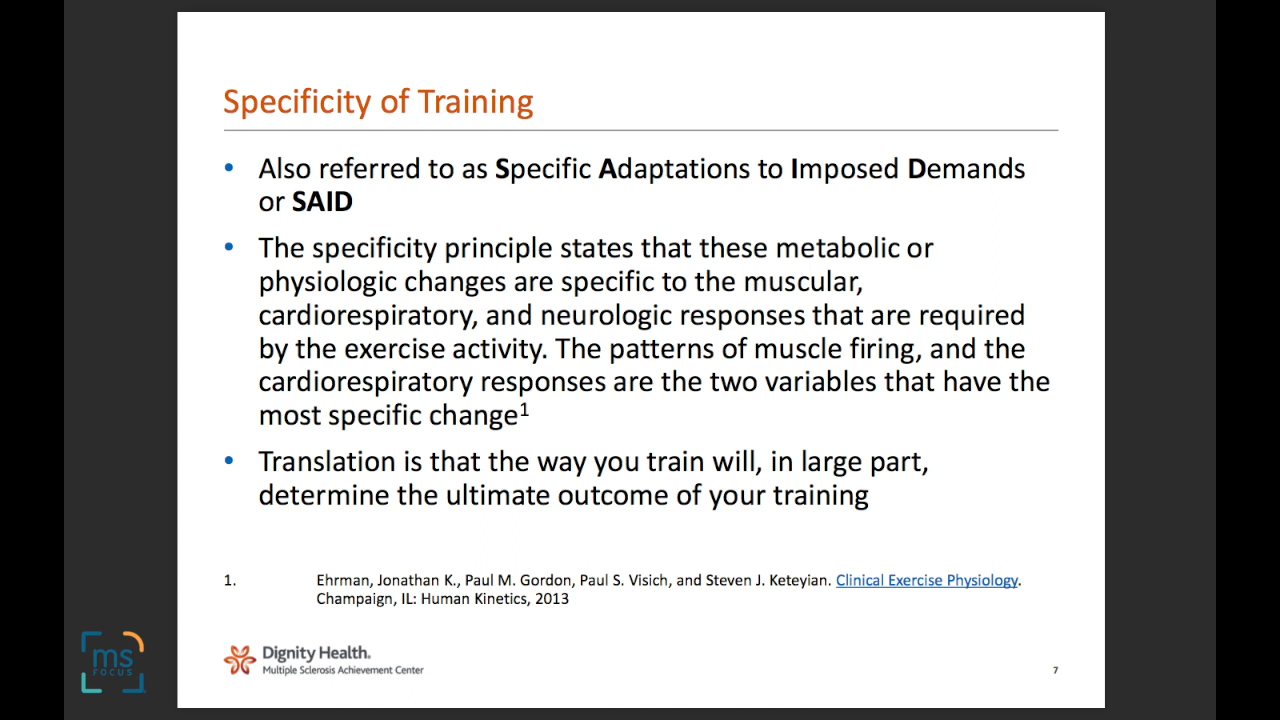 Specificity of Training
• Also referred to as Specific Adaptations to Imposed Demands
or SAID
• The specificity principle states that these metabolic or
physiologic changes are specific to the muscular,
cardiorespiratory, and neurologic responses that are required
by the exercise activity. The patterns of muscle firing, and the
cardiorespiratory responses are the two variables that have the
most specific change1
• Translation is that the way you train will, in large part,
determine the ultimate outcome of your training
1. Ehrman, Jonathan K., Paul M. Gordon, Paul S. Visich, and Steven J. Keteyian. Clinical Exercise Physiology.
Champaign, IL: Human Kinetics, 2013
ms
FOCUS
Dignity Health.
Multiple Sclerosis Achievement Center
7